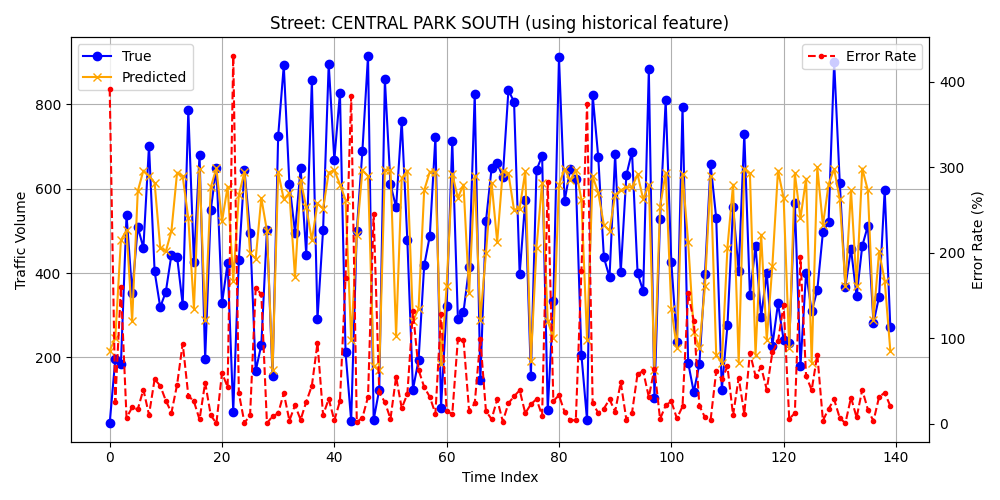 Street: CENTRAL PARK SOUTH (using historical feature)
True
Predicted
Error Rate
Traffic Volume
800
600
400
200
Error Rate (%)
400
300
200
100
0
0 20 40 60 80 100 120 140
Time Index